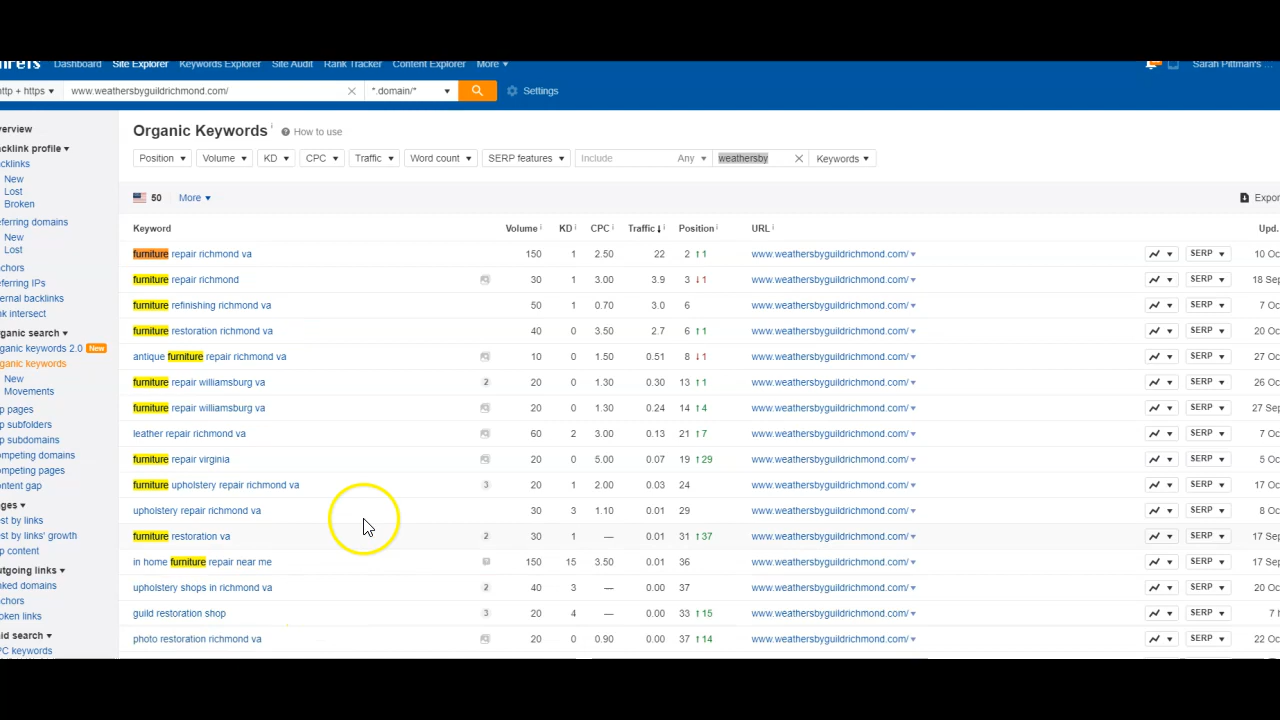 hrefs Dashboard Site Explorer Keywords Explorer Site Audit Rank Tracker Content Explorer More Sarah Pittman's ...
http + https www.weathersbyguildrichmond.com/ *.domain/* Settings
verview
acklink profile
cklinks
New
Lost
Broken
ferring domains
New
Lost
chors
ferring IPs
ernal backlinks
nk intersect
rganic search
rganic keywords 2.0 New
rganic keywords
New
Movements
p pages
p subfolders
p subdomains
ompeting domains
ompeting pages
ontent gap
ges
est by links
est by links' growth
p content
utgoing links
nked domains
chors
oken links
id search
PC keywords
Organic Keywords i How to use
Position Volume KD CPC Traffic Word count SERP features Include Any weathersby Keywords
50 More Expor
Keyword Volume KD CPC Traffic Position URL Upd.
furniture repair richmond va 150 1 2.50 22 2 ↑1 www.weathersbyguildrichmond.com/ SERP 10 Oc
furniture repair richmond 30 1 3.00 3.9 3 ↓1 www.weathersbyguildrichmond.com/ SERP 18 Sep
furniture refinishing richmond va 50 1 0.70 3.0 6 www.weathersbyguildrichmond.com/ SERP 7 Oc
furniture restoration richmond va 40 0 3.50 2.7 6 ↑1 www.weathersbyguildrichmond.com/ SERP 20 Oc
antique furniture repair richmond va 10 0 1.50 0.51 8 ↓1 www.weathersbyguildrichmond.com/ SERP 27 Oc
furniture repair williamsburg va 2 20 0 1.30 0.30 13 ↑1 www.weathersbyguildrichmond.com/ SERP 26 Oc
furniture repair williamsburg va 20 0 1.30 0.24 14 ↑4 www.weathersbyguildrichmond.com/ SERP 27 Sep
leather repair richmond va 60 2 3.00 0.13 21 ↑7 www.weathersbyguildrichmond.com/ SERP 7 Oc
furniture repair virginia 20 0 5.00 0.07 19 ↑29 www.weathersbyguildrichmond.com/ SERP 5 Oc
furniture upholstery repair richmond va 3 20 1 2.00 0.03 24 www.weathersbyguildrichmond.com/ SERP 20 Oc
upholstery repair richmond va 30 3 1.10 0.01 29 www.weathersbyguildrichmond.com/ SERP 8 Oc
furniture restoration va 2 30 1 — 0.01 31 ↑37 www.weathersbyguildrichmond.com/ SERP 17 Sep
in home furniture repair near me 150 15 3.50 0.01 36 www.weathersbyguildrichmond.com/ SERP 17 Sep
upholstery shops in richmond va 2 40 3 — 0.00 37 www.weathersbyguildrichmond.com/ SERP 20 Oc
guild restoration shop 3 20 4 — 0.00 33 ↑15 www.weathersbyguildrichmond.com/ SERP
photo restoration richmond va 20 0 0.90 0.00 37 ↑14 www.weathersbyguildrichmond.com/ SERP 22 Oc